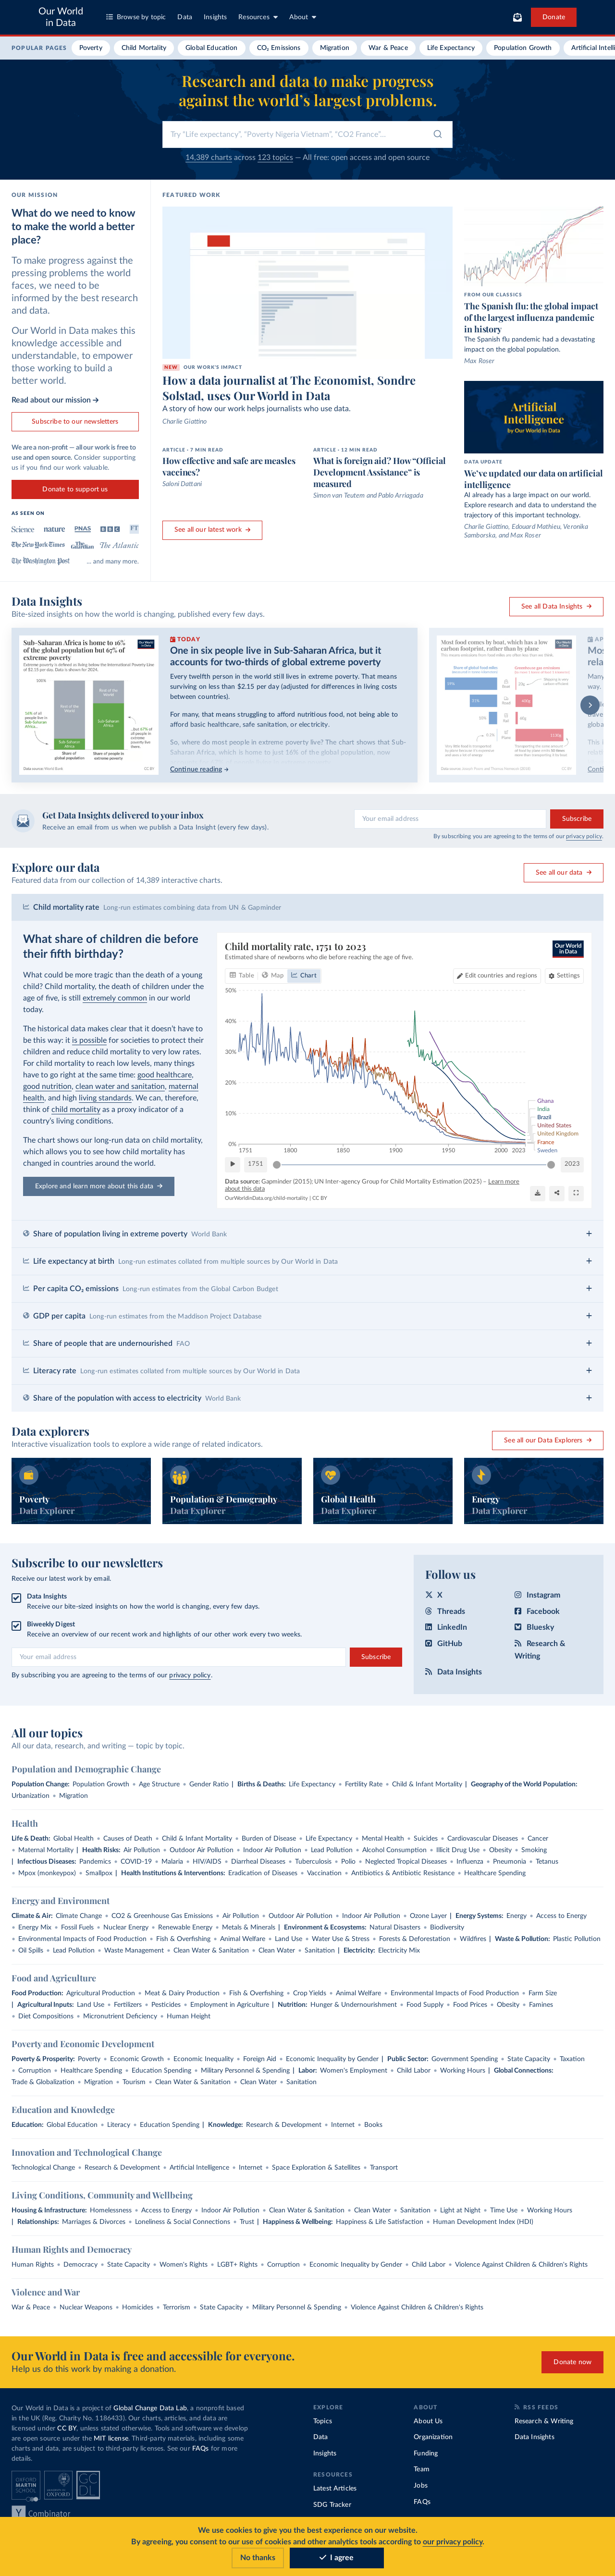 Our World
in Data
Browse by topic
Data
Insights
Resources
About
Donate
POPULAR PAGES
Poverty
Child Mortality
Global Education
CO₂ Emissions
Migration
War & Peace
Life Expectancy
Population Growth
Artificial Intelli
Research and data to make progress
against the world's largest problems.
Try "Life expectancy", "Poverty Nigeria Vietnam", "CO2 France"...
14,389 charts across 123 topics — All free: open access and open source
OUR MISSION
What do we need to know
to make the world a better
place?
To make progress against the
pressing problems the world
faces, we need to be
informed by the best research
and data.
Our World in Data makes this
knowledge accessible and
understandable, to empower
those working to build a
better world.
Read about our mission
Subscribe to our newsletters
We are a non-profit — all our work is free to
use and open source. Consider supporting
us if you find our work valuable.
Donate to support us
AS SEEN ON
Science
nature
PNAS
BBC
FT
The New York Times
The Guardian
The Atlantic
The Washington Post
... and many more.
FEATURED WORK
NEW OUR WORK'S IMPACT
How a data journalist at The Economist, Sondre
Solstad, uses Our World in Data
A story of how our work helps journalists who use data.
Charlie Giattino
ARTICLE · 7 MIN READ
How effective and safe are measles
vaccines?
Saloni Dattani
ARTICLE · 12 MIN READ
What is foreign aid? How “Official
Development Assistance” is
measured
Simon van Teutem and Pablo Arriagada
See all our latest work
FROM OUR CLASSICS
The Spanish flu: the global impact
of the largest influenza pandemic
in history
The Spanish flu pandemic had a devastating
impact on the global population.
Max Roser
Artificial
Intelligence
by Our World in Data
DATA UPDATE
We've updated our data on artificial
intelligence
AI already has a large impact on our world.
Explore research and data to understand the
trajectory of this important technology.
Charlie Giattino, Edouard Mathieu, Veronika
Samborska, and Max Roser
Data Insights
Bite-sized insights on how the world is changing, published every few days.
See all Data Insights
Sub-Saharan Africa is home to 16%
of the global population but 67% of
extreme poverty
TODAY
One in six people live in Sub-Saharan Africa, but it
accounts for two-thirds of global extreme poverty
Every twelfth person in the world still lives in extreme poverty. That means
surviving on less than $2.15 per day (adjusted for differences in living costs
between countries).
For many, that means struggling to afford nutritious food, not being able to
afford basic healthcare, safe sanitation, or electricity.
So, where do most people in extreme poverty live? The chart shows that Sub-
Saharan Africa, which is home to just 16% of the global population, now
Continue reading
Most food comes by boat, which has a low
carbon footprint, rather than by plane
Get Data Insights delivered to your inbox
Receive an email from us when we publish a Data Insight (every few days).
Your email address
Subscribe
By subscribing you are agreeing to the terms of our privacy policy.
Explore our data
Featured data from our collection of 14,389 interactive charts.
See all our data
Child mortality rate Long-run estimates combining data from UN & Gapminder
What share of children die before
their fifth birthday?
What could be more tragic than the death of a young
child? Child mortality, the death of children under the
age of five, is still extremely common in our world
today.
The historical data makes clear that it doesn't have to
be this way: it is possible for societies to protect their
children and reduce child mortality to very low rates.
For child mortality to reach low levels, many things
have to go right at the same time: good healthcare,
good nutrition, clean water and sanitation, maternal
health, and high living standards. We can, therefore,
think of child mortality as a proxy indicator of a
country's living conditions.
The chart shows our long-run data on child mortality,
which allows you to see how child mortality has
changed in countries around the world.
Explore and learn more about this data
Child mortality rate, 1751 to 2023
Estimated share of newborns who die before reaching the age of five.
Our World
in Data
Table
Map
Chart
Edit countries and regions
Settings
50%
40%
30%
20%
10%
0%
1751
1800
1850
1900
1950
2000
2023
Ghana
India
Brazil
United States
United Kingdom
France
Sweden
1751
2023
Data source: Gapminder (2015); UN Inter-agency Group for Child Mortality Estimation (2025) – Learn more
about this data
OurWorldinData.org/child-mortality | CC BY
Share of population living in extreme poverty World Bank
Life expectancy at birth Long-run estimates collated from multiple sources by Our World in Data
Per capita CO₂ emissions Long-run estimates from the Global Carbon Budget
GDP per capita Long-run estimates from the Maddison Project Database
Share of people that are undernourished FAO
Literacy rate Long-run estimates collated from multiple sources by Our World in Data
Share of the population with access to electricity World Bank
Data explorers
Interactive visualization tools to explore a wide range of related indicators.
See all our Data Explorers
Poverty
Data Explorer
Population & Demography
Data Explorer
Global Health
Data Explorer
Energy
Data Explorer
Subscribe to our newsletters
Receive our latest work by email.
Data Insights
Receive our bite-sized insights on how the world is changing, every few days.
Biweekly Digest
Receive an overview of our recent work and highlights of our other work every two weeks.
Your email address
Subscribe
By subscribing you are agreeing to the terms of our privacy policy.
Follow us
X
Threads
LinkedIn
GitHub
Data Insights
Instagram
Facebook
Bluesky
Research &
Writing
All our topics
All our data, research, and writing — topic by topic.
Population and Demographic Change
Population Change: Population Growth • Age Structure • Gender Ratio | Births & Deaths: Life Expectancy • Fertility Rate • Child & Infant Mortality | Geography of the World Population:
Urbanization • Migration
Health
Life & Death: Global Health • Causes of Death • Child & Infant Mortality • Burden of Disease • Life Expectancy • Mental Health • Suicides • Cardiovascular Diseases • Cancer
• Maternal Mortality | Health Risks: Air Pollution • Outdoor Air Pollution • Indoor Air Pollution • Lead Pollution • Alcohol Consumption • Illicit Drug Use • Obesity • Smoking
| Infectious Diseases: Pandemics • COVID-19 • Malaria • HIV/AIDS • Diarrheal Diseases • Tuberculosis • Polio • Neglected Tropical Diseases • Influenza • Pneumonia • Tetanus
• Mpox (monkeypox) • Smallpox | Health Institutions & Interventions: Eradication of Diseases • Vaccination • Antibiotics & Antibiotic Resistance • Healthcare Spending
Energy and Environment
Climate & Air: Climate Change • CO2 & Greenhouse Gas Emissions • Air Pollution • Outdoor Air Pollution • Indoor Air Pollution • Ozone Layer | Energy Systems: Energy • Access to Energy
• Energy Mix • Fossil Fuels • Nuclear Energy • Renewable Energy • Metals & Minerals | Environment & Ecosystems: Natural Disasters • Biodiversity
• Environmental Impacts of Food Production • Fish & Overfishing • Animal Welfare • Land Use • Water Use & Stress • Forests & Deforestation • Wildfires | Waste & Pollution: Plastic Pollution
• Oil Spills • Lead Pollution • Waste Management • Clean Water & Sanitation • Clean Water • Sanitation | Electricity: Electricity Mix
Food and Agriculture
Food Production: Agricultural Production • Meat & Dairy Production • Fish & Overfishing • Crop Yields • Animal Welfare • Environmental Impacts of Food Production • Farm Size
| Agricultural Inputs: Land Use • Fertilizers • Pesticides • Employment in Agriculture | Nutrition: Hunger & Undernourishment • Food Supply • Food Prices • Obesity • Famines
• Diet Compositions • Micronutrient Deficiency • Human Height
Poverty and Economic Development
Poverty & Prosperity: Poverty • Economic Growth • Economic Inequality • Foreign Aid • Economic Inequality by Gender | Public Sector: Government Spending • State Capacity • Taxation
• Corruption • Healthcare Spending • Education Spending • Military Personnel & Spending | Labor: Women's Employment • Child Labor • Working Hours | Global Connections:
Trade & Globalization • Migration • Tourism • Clean Water & Sanitation • Clean Water • Sanitation
Education and Knowledge
Education: Global Education • Literacy • Education Spending | Knowledge: Research & Development • Internet • Books
Innovation and Technological Change
Technological Change • Research & Development • Artificial Intelligence • Internet • Space Exploration & Satellites • Transport
Living Conditions, Community and Wellbeing
Housing & Infrastructure: Homelessness • Access to Energy • Indoor Air Pollution • Clean Water & Sanitation • Clean Water • Sanitation • Light at Night • Time Use • Working Hours
| Relationships: Marriages & Divorces • Loneliness & Social Connections • Trust | Happiness & Wellbeing: Happiness & Life Satisfaction • Human Development Index (HDI)
Human Rights and Democracy
Human Rights • Democracy • State Capacity • Women's Rights • LGBT+ Rights • Corruption • Economic Inequality by Gender • Child Labor • Violence Against Children & Children's Rights
Violence and War
War & Peace • Nuclear Weapons • Homicides • Terrorism • State Capacity • Military Personnel & Spending • Violence Against Children & Children's Rights
Our World in Data is free and accessible for everyone.
Help us do this work by making a donation.
Donate now
Our World in Data is a project of Global Change Data Lab, a nonprofit based
in the UK (Reg. Charity No. 1186433). Our charts, articles, and data are
licensed under CC BY, unless stated otherwise. Tools and software we develop
are open source under the MIT license. Third-party materials, including some
charts and data, are subject to third-party licenses. See our FAQs for more
details.
OXFORD
MARTIN
SCHOOL
UNIVERSITY OF
OXFORD
GC
DL
Y Combinator
EXPLORE
Topics
Data
Insights
RESOURCES
Latest Articles
SDG Tracker
ABOUT
About Us
Organization
Funding
Team
Jobs
FAQs
RSS FEEDS
Research & Writing
Data Insights
We use cookies to give you the best experience on our website.
By agreeing, you consent to our use of cookies and other analytics tools according to our privacy policy.
No thanks
I agree